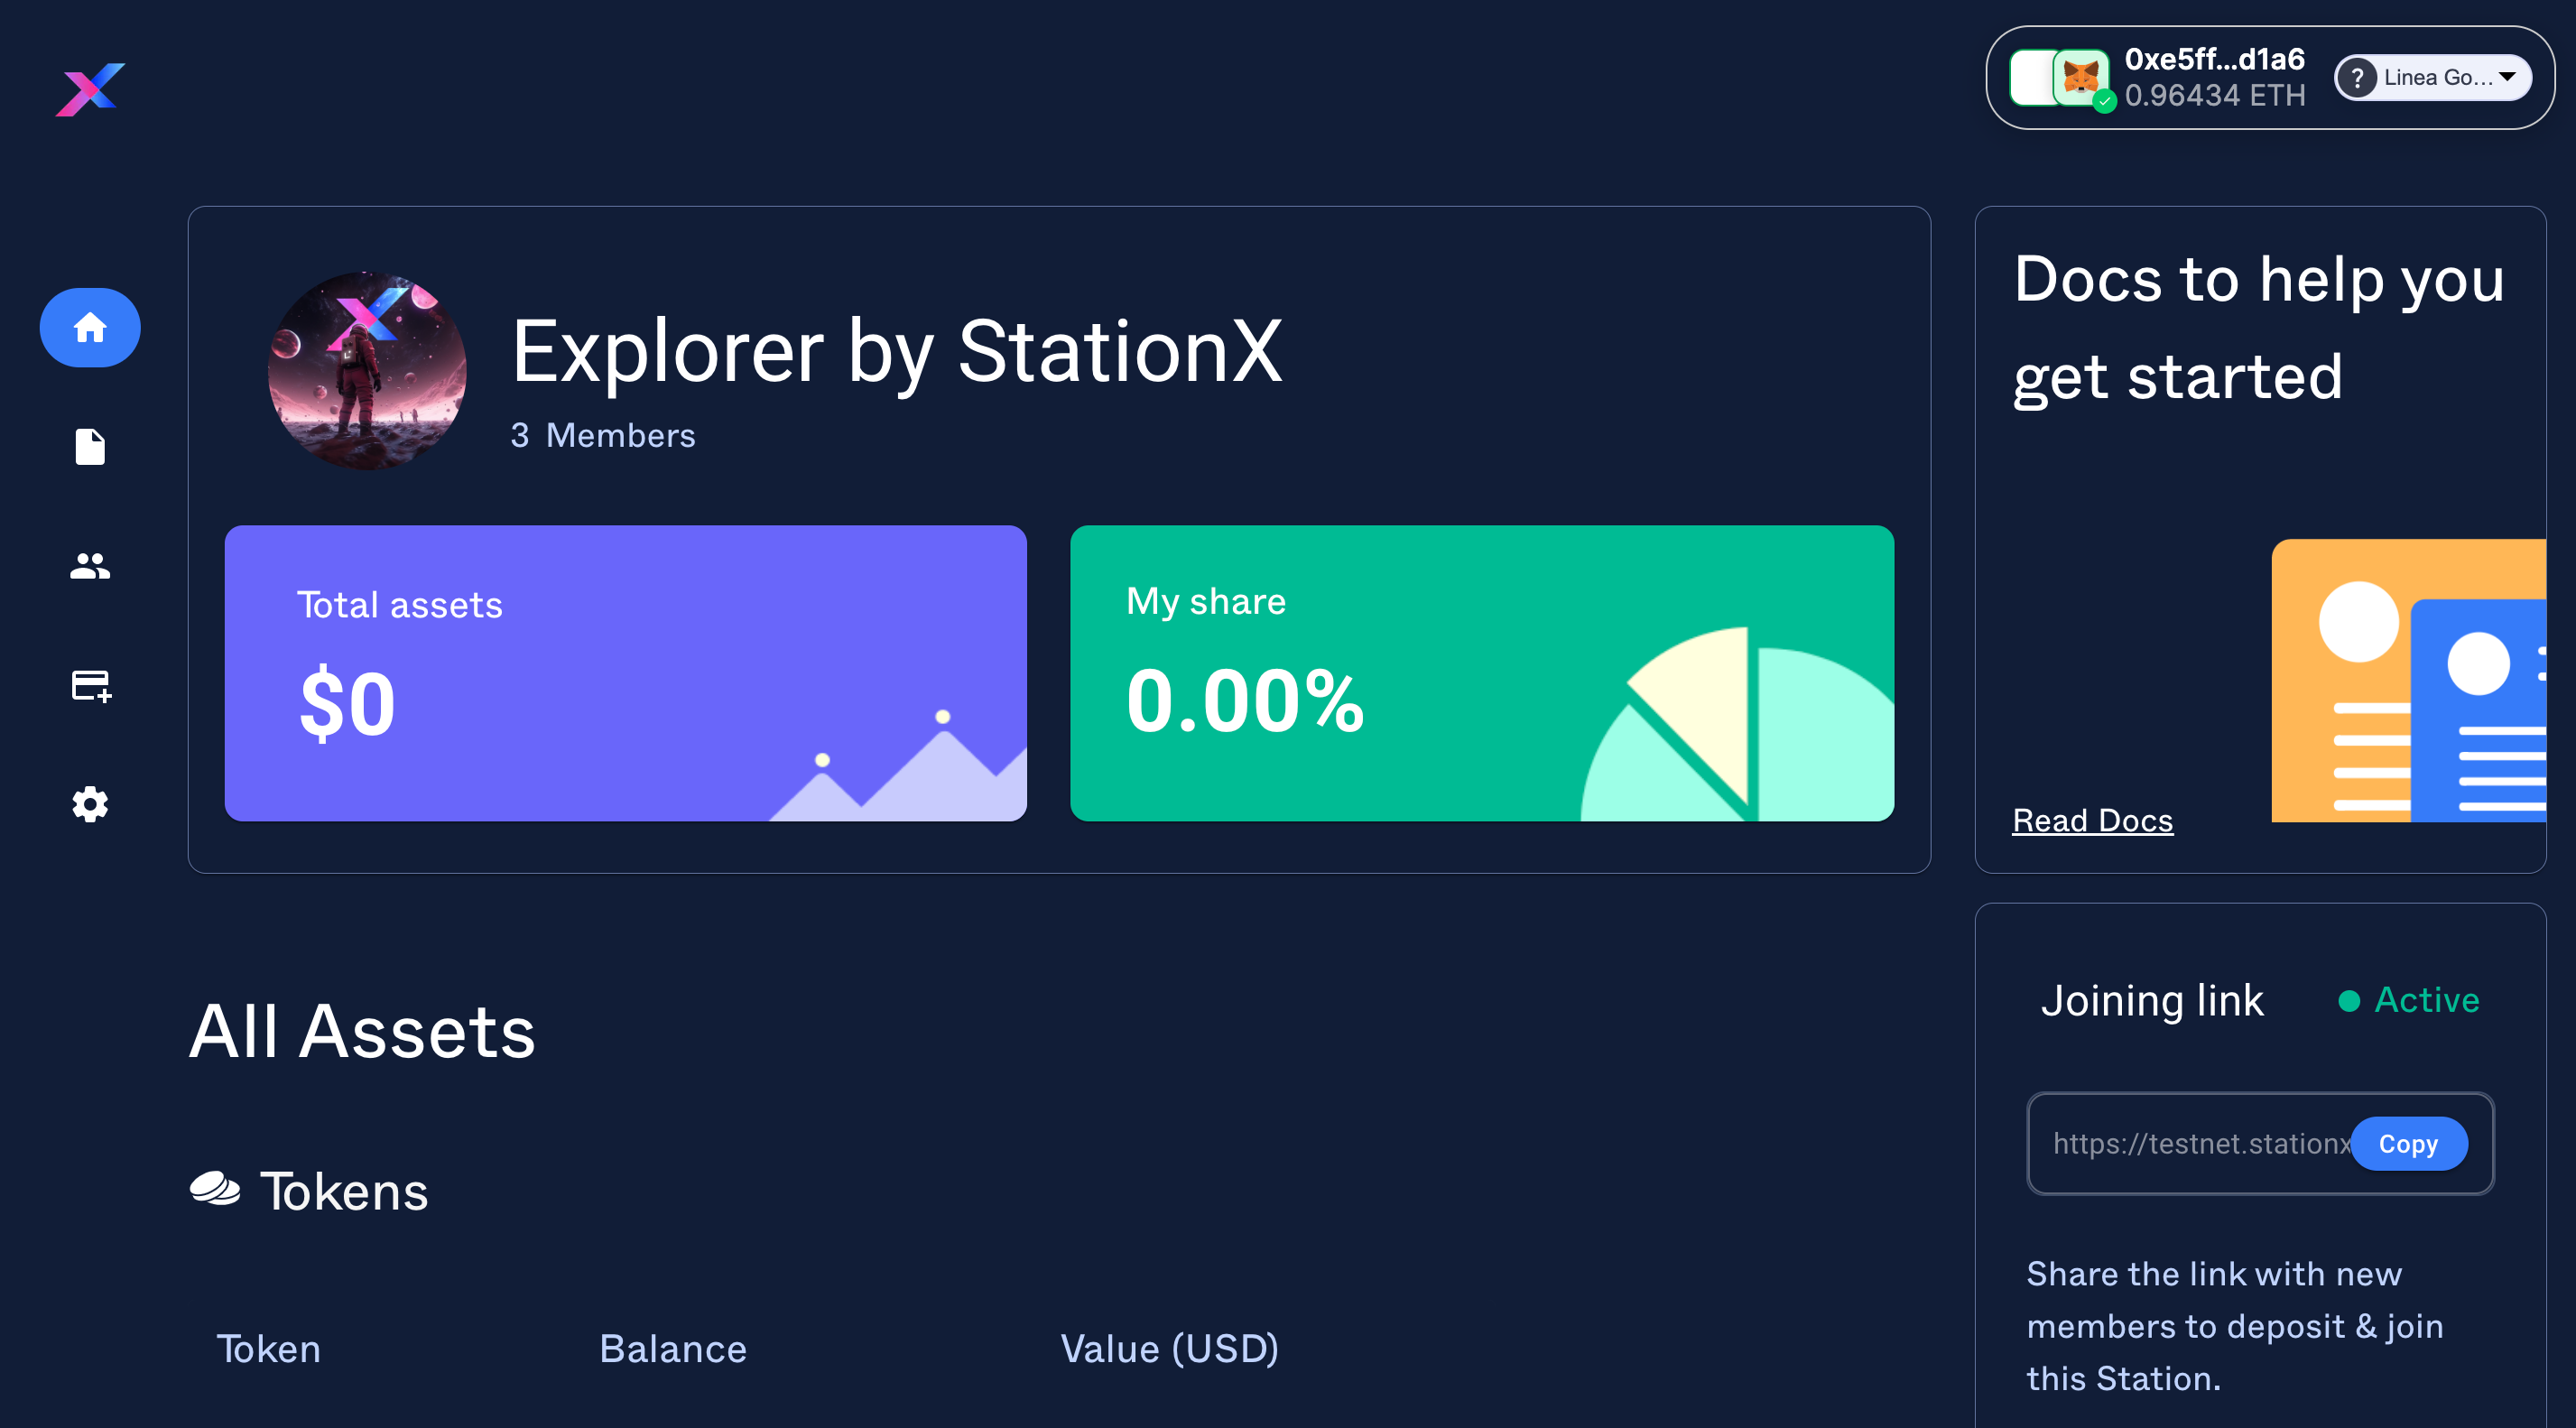 0xe5ff...d1a6
0.96434 ETH
? Linea Go...
Explorer by StationX
3 Members
Total assets
$0
My share
0.00%
Docs to help you
get started
Read Docs
All Assets
Tokens
Token Balance Value (USD)
Joining link
Active
https://testnet.stationx
Copy
Share the link with new
members to deposit & join
this Station.